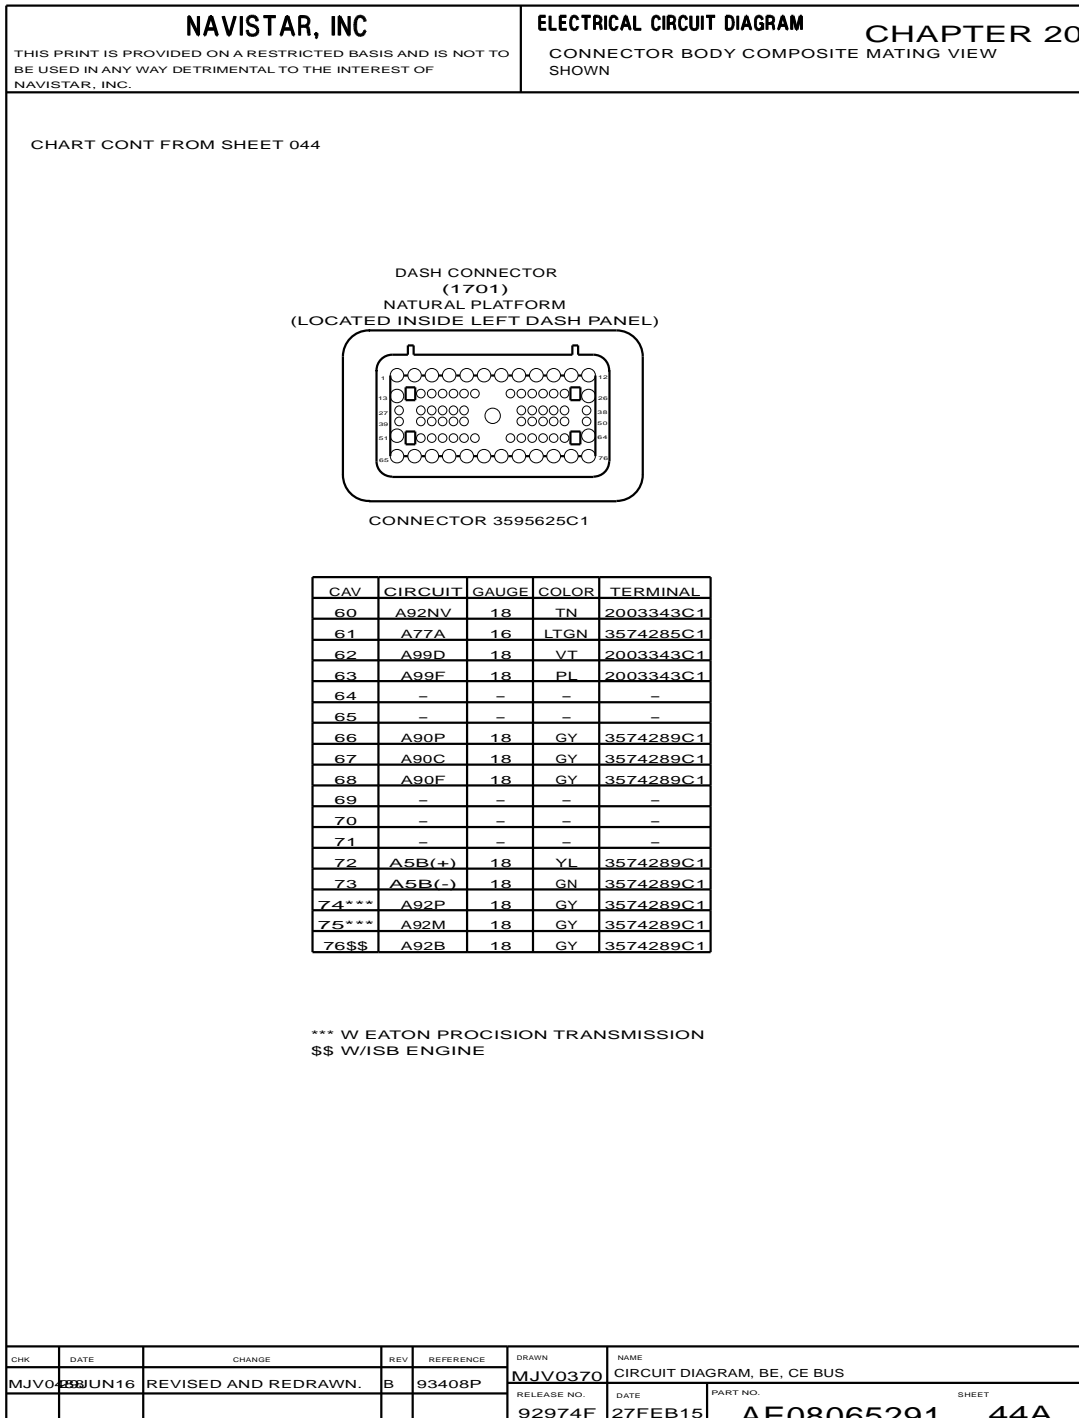 NAVISTAR, INC
THIS PRINT IS PROVIDED ON A RESTRICTED BASIS AND IS NOT TO
BE USED IN ANY WAY DETRIMENTAL TO THE INTEREST OF
NAVISTAR, INC.
ELECTRICAL CIRCUIT DIAGRAM
CHAPTER 20
CONNECTOR BODY COMPOSITE MATING VIEW
SHOWN
CHART CONT FROM SHEET 044
DASH CONNECTOR
(1701)
NATURAL PLATFORM
(LOCATED INSIDE LEFT DASH PANEL)
1 12
13 26
27 38
39 50
51 64
65 76
CONNECTOR 3595625C1
CAV CIRCUIT GAUGE COLOR TERMINAL
60 A92NV 18 TN 2003343C1
61 A77A 16 LTGN 3574285C1
62 A99D 18 VT 2003343C1
63 A99F 18 PL 2003343C1
64 – – – –
65 – – – –
66 A90P 18 GY 3574289C1
67 A90C 18 GY 3574289C1
68 A90F 18 GY 3574289C1
69 – – – –
70 – – – –
71 – – – –
72 A5B(+) 18 YL 3574289C1
73 A5B(-) 18 GN 3574289C1
74*** A92P 18 GY 3574289C1
75*** A92M 18 GY 3574289C1
76$$ A92B 18 GY 3574289C1
*** W EATON PROCISION TRANSMISSION
$$ W/ISB ENGINE
CHK DATE CHANGE REV REFERENCE
REVISED AND REDRAWN. B 93408P
DRAWN
MJV0370
NAME
CIRCUIT DIAGRAM, BE, CE BUS
RELEASE NO.
92974F
DATE
27FEB15
PART NO.
AE08065291
SHEET
44A